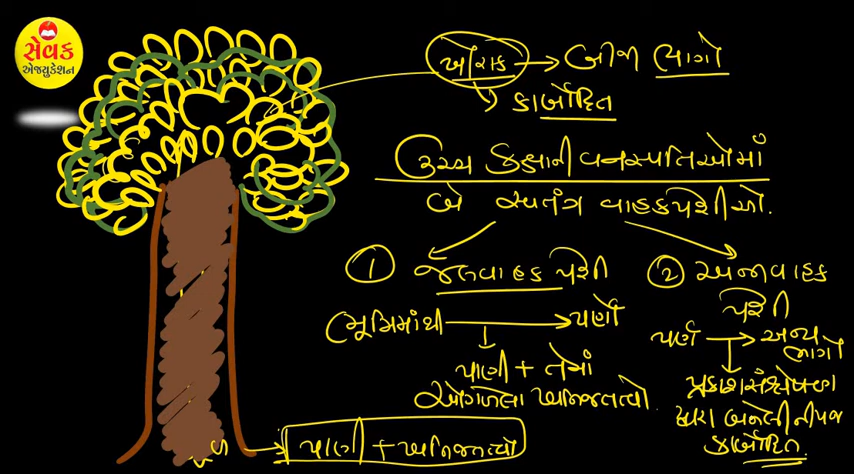 સેવક
એજ્યુકેશન
ખોરાક → બીજા ભાગો
કાર્બોદિત
ઉચ્ચ કક્ષાની વનસ્પતિઓમાં
બે સ્વતંત્ર વાહકપેશીઓ.
① જલવાહક પેશી
ભૂમિમાંથી → પર્ણો
પાણી + તેમાં
ઓગળેલા ખનિજતત્વો.
② અન્નવાહક
પેશી
પર્ણ → અન્ય
ભાગો
પ્રકાશસંશ્લેષણ
દ્વારા બનેલી નીપજ
કાર્બોદિત
પાણી + ખનિજતત્વો